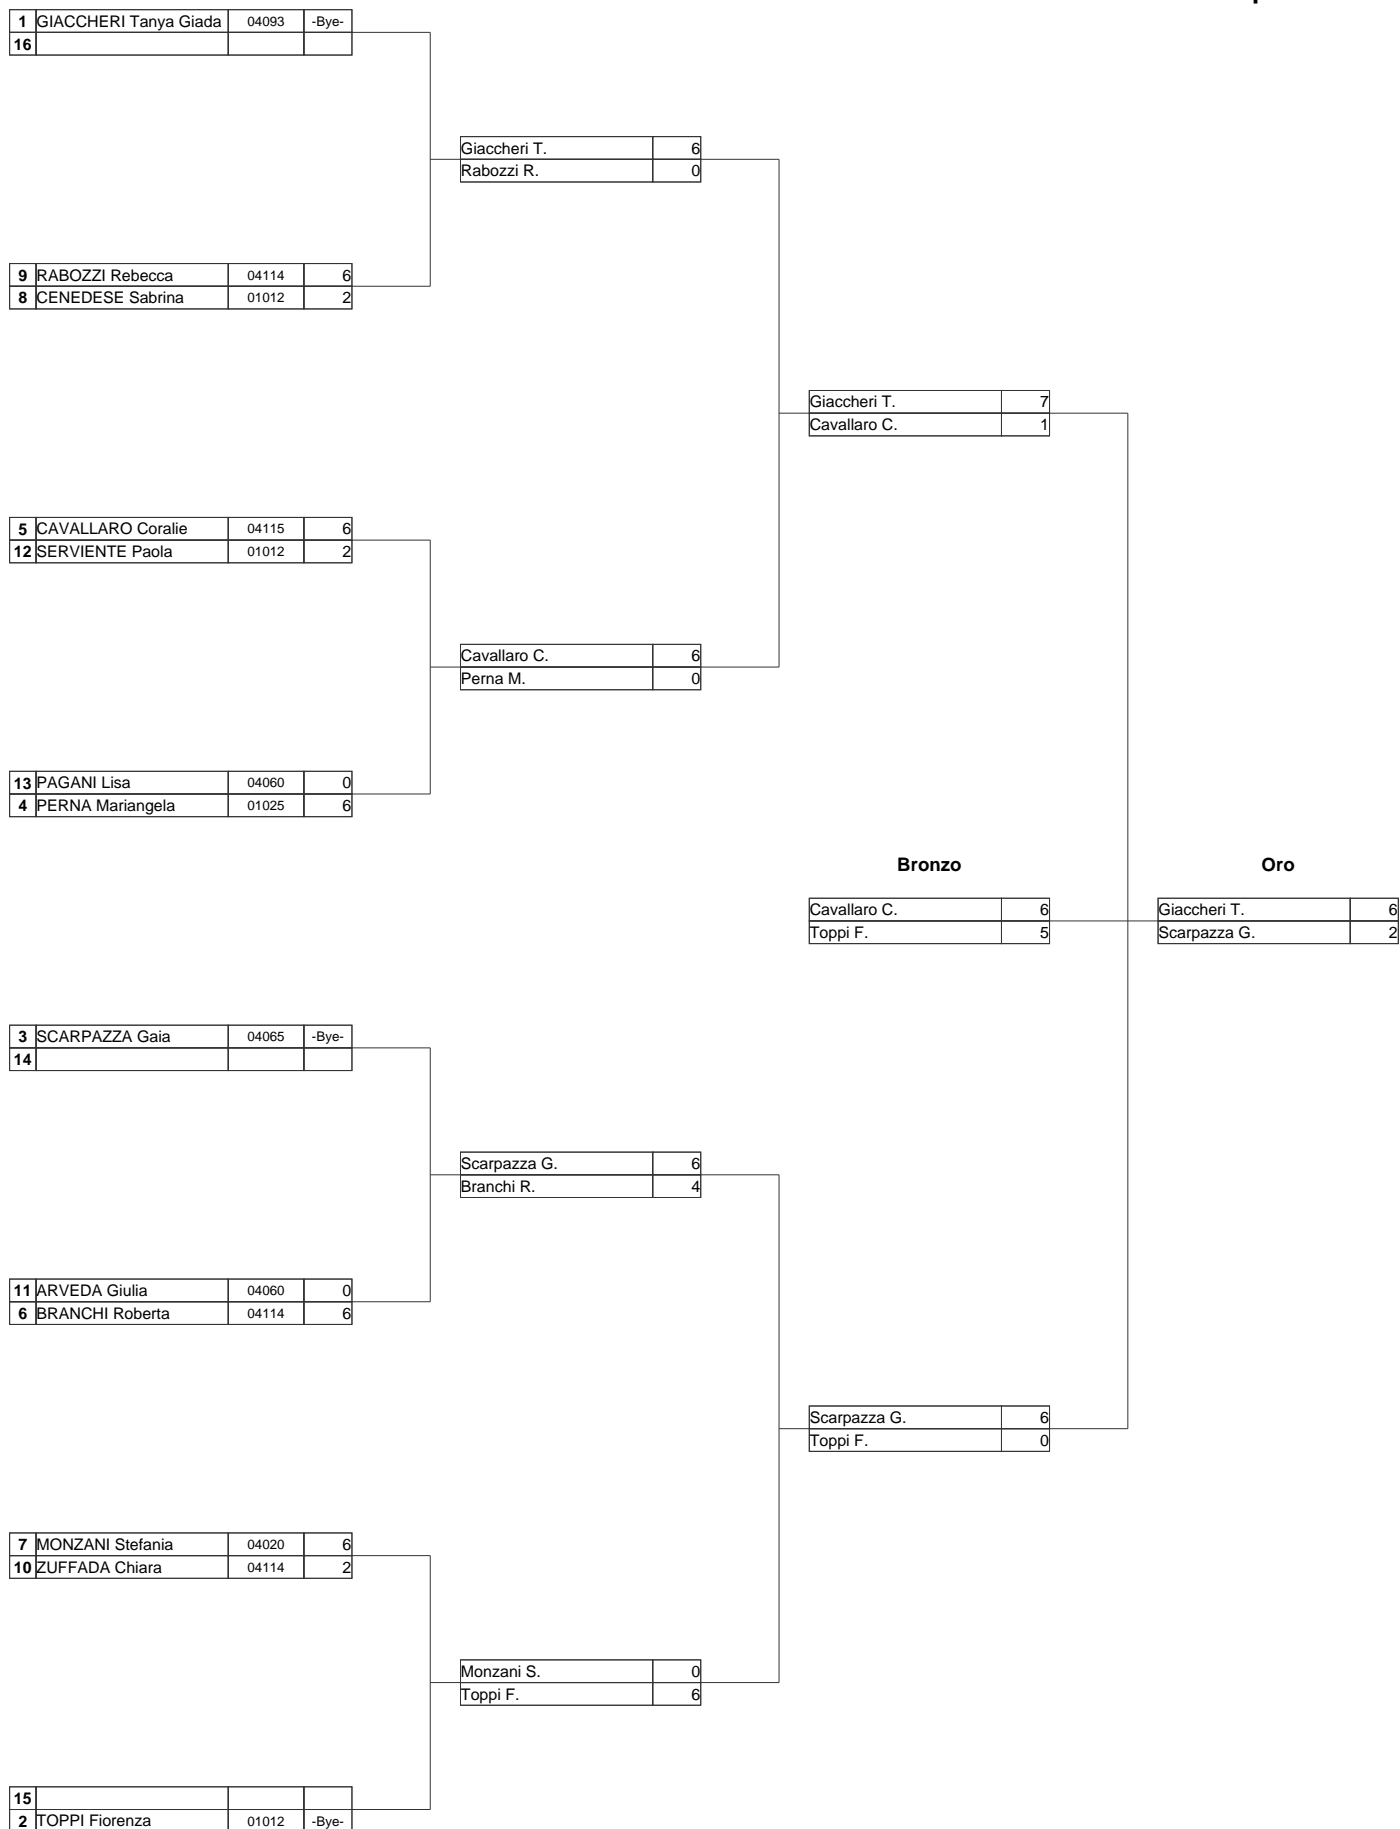 1 GIACCHERI Tanya Giada 04093 -Bye-
16
Giaccheri T. 6
Rabozzi R. 0
9 RABOZZI Rebecca 04114 6
8 CENEDESE Sabrina 01012 2
Giaccheri T. 7
Cavallaro C. 1
5 CAVALLARO Coralie 04115 6
12 SERVIENTE Paola 01012 2
Cavallaro C. 6
Perna M. 0
13 PAGANI Lisa 04060 0
4 PERNA Mariangela 01025 6
Bronzo Oro
Cavallaro C. 6 Giaccheri T. 6
Toppi F. 5 Scarpazza G. 2
3 SCARPAZZA Gaia 04065 -Bye-
14
Scarpazza G. 6
Branchi R. 4
11 ARVEDA Giulia 04060 0
6 BRANCHI Roberta 04114 6
Scarpazza G. 6
Toppi F. 0
7 MONZANI Stefania 04020 6
10 ZUFFADA Chiara 04114 2
Monzani S. 0
Toppi F. 6
15
2 TOPPI Fiorenza 01012 -Bye-